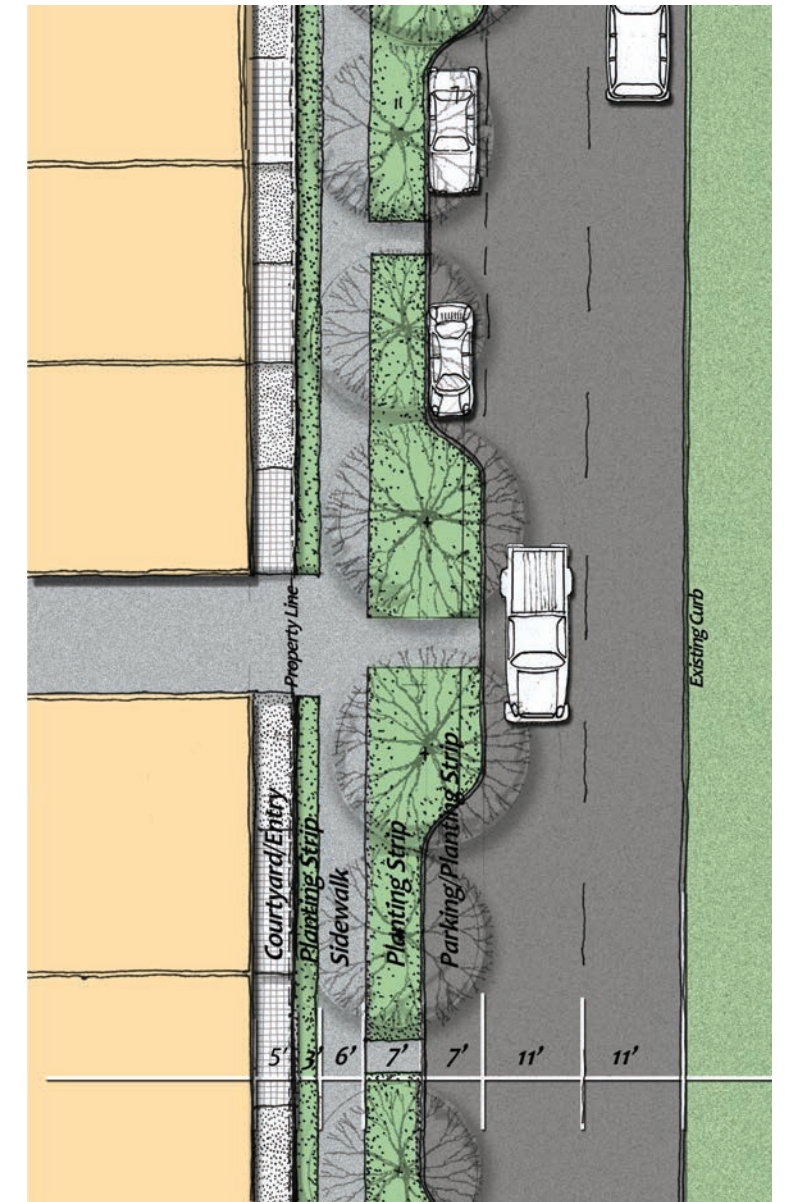 Property Line
Existing Curb
Courtyard/Entry
Planting Strip
Sidewalk
Planting Strip
Parking/Planting Strip
5' 3' 6' 7' 7' 11' 11'